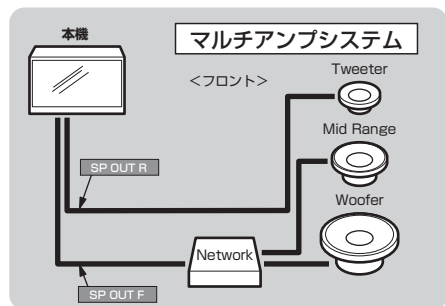 本機
マルチアンプシステム
<フロント>
Tweeter
Mid Range
SP OUT R
Woofer
Network
SP OUT F